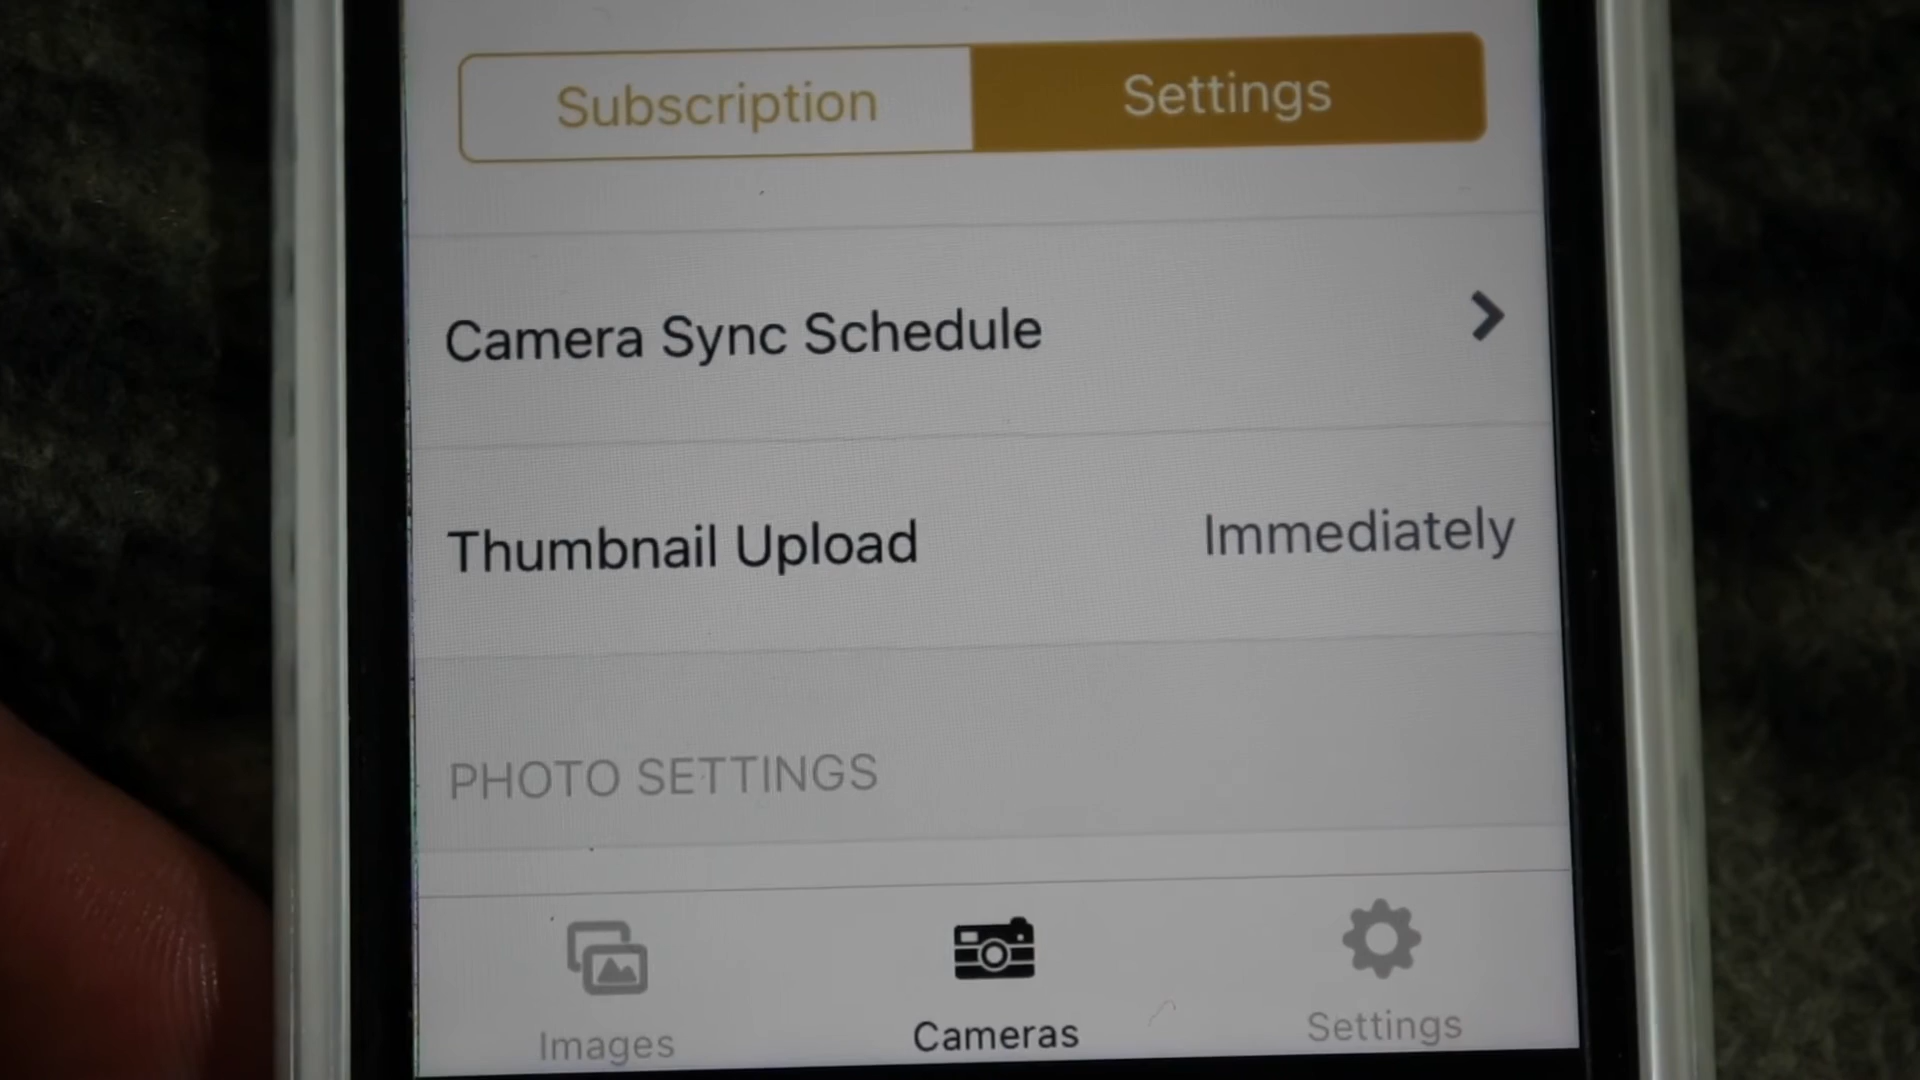 Subscription Settings
Camera Sync Schedule
Thumbnail Upload Immediately
PHOTO SETTINGS
Images Cameras Settings